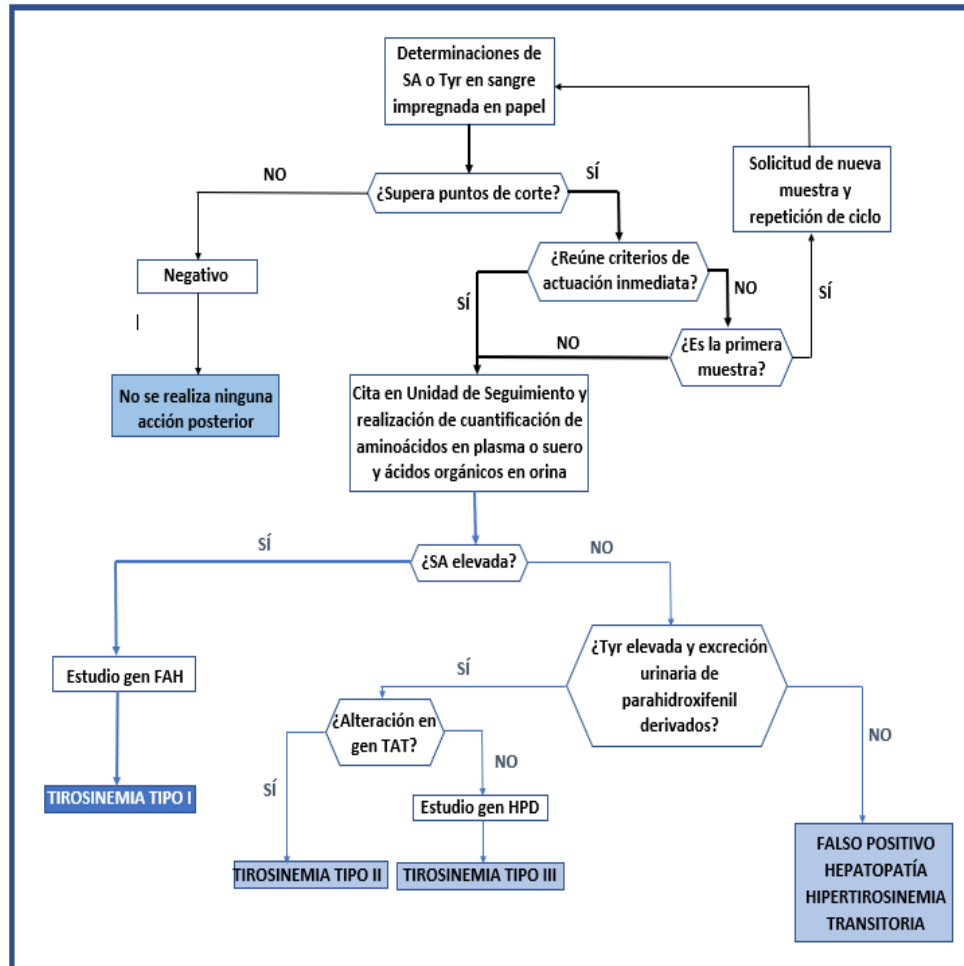 Determinaciones de
SA o Tyr en sangre
impregnada en papel
Solicitud de nueva
muestra y
repetición de ciclo
NO
¿Supera puntos de corte?
SÍ
¿Reúne criterios de
actuación inmediata?
Negativo
SÍ
NO
SÍ
NO
¿Es la primera
muestra?
No se realiza ninguna
acción posterior
Cita en Unidad de Seguimiento y
realización de cuantificación de
aminoácidos en plasma o suero
y ácidos orgánicos en orina
SÍ
¿SA elevada?
NO
Estudio gen FAH
SÍ
¿Tyr elevada y excreción
urinaria de
parahidroxifenil
derivados?
¿Alteración en
gen TAT?
NO
SÍ
NO
TIROSINEMIA TIPO I
Estudio gen HPD
TIROSINEMIA TIPO II
TIROSINEMIA TIPO III
FALSO POSITIVO
HEPATOPATÍA
HIPERTIROSINEMIA
TRANSITORIA